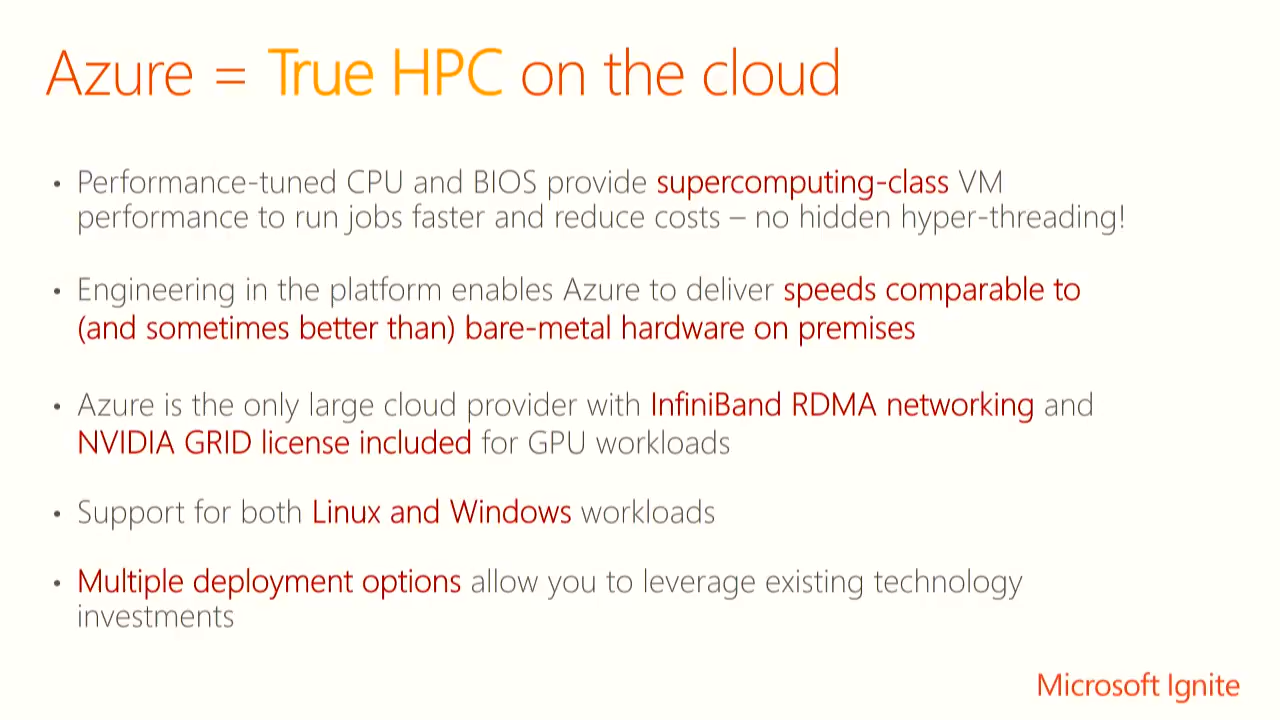 Azure = True HPC on the cloud
• Performance-tuned CPU and BIOS provide supercomputing-class VM
performance to run jobs faster and reduce costs – no hidden hyper-threading!
• Engineering in the platform enables Azure to deliver speeds comparable to
(and sometimes better than) bare-metal hardware on premises
• Azure is the only large cloud provider with InfiniBand RDMA networking and
NVIDIA GRID license included for GPU workloads
• Support for both Linux and Windows workloads
• Multiple deployment options allow you to leverage existing technology
investments
Microsoft Ignite